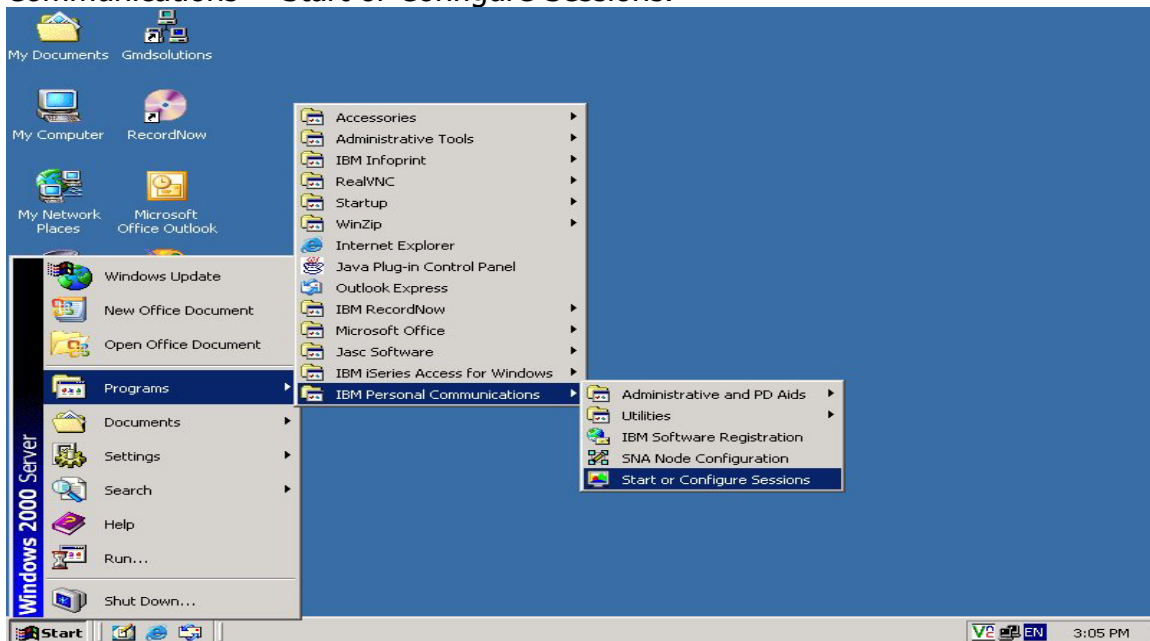 Communications – Start or Configure Sessions.
My Documents
Gmdsolutions
My Computer
RecordNow
My Network
Places
Microsoft
Office Outlook
Accessories
Administrative Tools
IBM Infoprint
RealVNC
Startup
WinZip
Internet Explorer
Java Plug-in Control Panel
Outlook Express
IBM RecordNow
Microsoft Office
Jasc Software
IBM iSeries Access for Windows
IBM Personal Communications
Administrative and PD Aids
Utilities
IBM Software Registration
SNA Node Configuration
Start or Configure Sessions
Windows Update
New Office Document
Open Office Document
Programs
Documents
Settings
Search
Help
Run...
Shut Down...
Windows 2000 Server
Start
V2
EN
3:05 PM